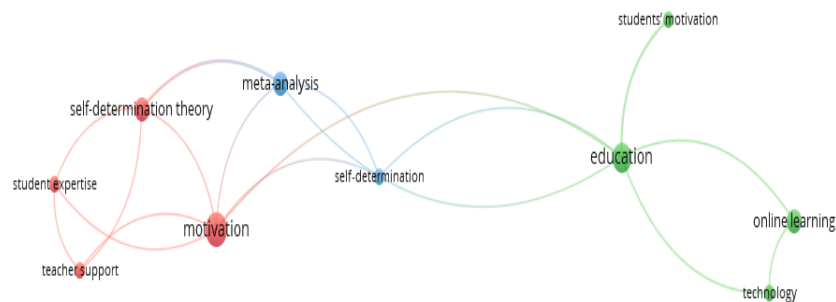 students' motivation
meta-analysis
self-determination theory
education
self-determination
student expertise
motivation
online learning
teacher support
technology